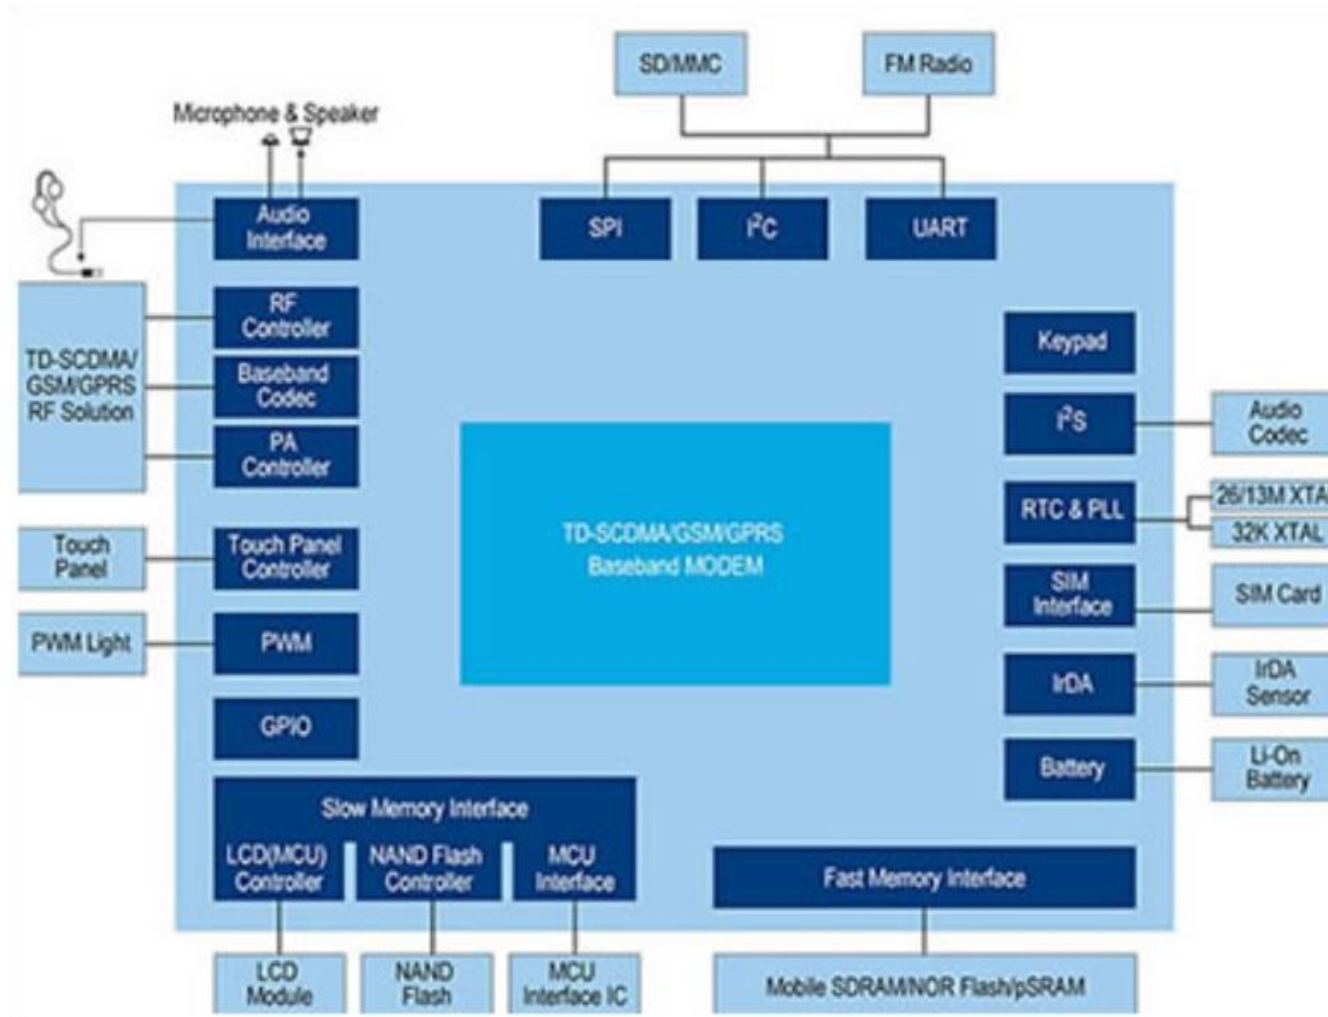 SD/MMC
FM Radio
Microphone & Speaker
Audio
Interface
SPI
I²C
UART
RF
Controller
Keypad
TD-SCDMA/
GSM/GPRS
RF Solution
Baseband
Codec
I²S
Audio
Codec
PA
Controller
RTC & PLL
26/13M XTA
32K XTAL
TD-SCDMA/GSM/GPRS
Baseband MODEM
Touch
Panel
Touch Panel
Controller
SIM
Interface
SIM Card
PWM Light
PWM
IrDA
IrDA
Sensor
GPIO
Battery
Li-On
Battery
Slow Memory Interface
LCD(MCU)
Controller
NAND Flash
Controller
MCU
Interface
Fast Memory Interface
LCD
Module
NAND
Flash
MCU
Interface IC
Mobile SDRAM/NOR Flash/pSRAM